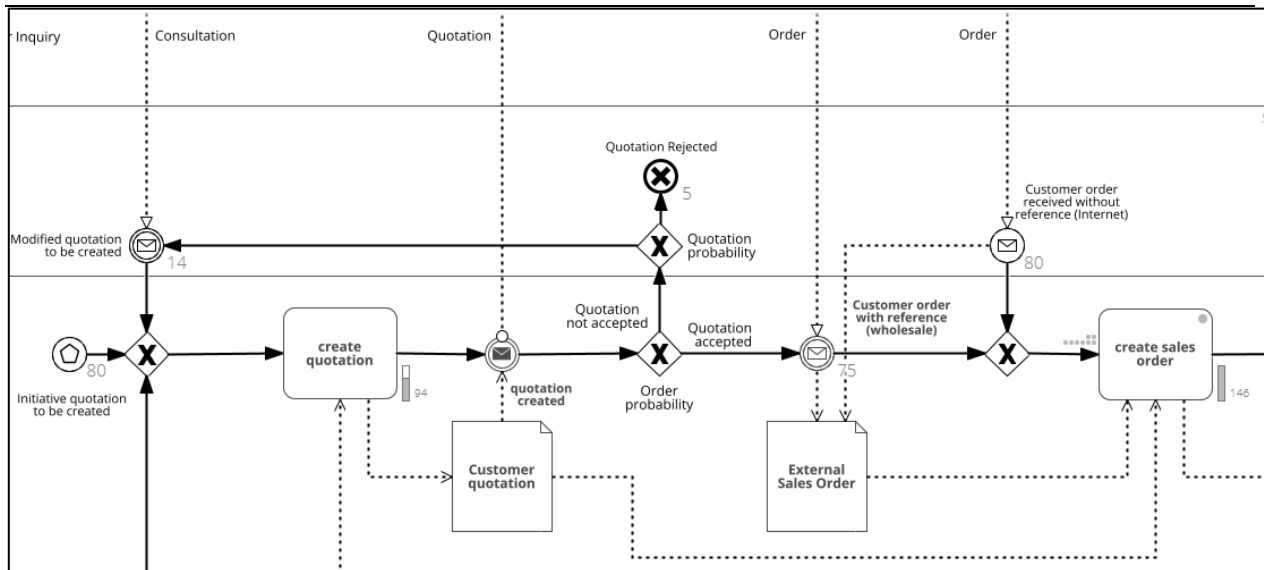 r Inquiry
Consultation
Quotation
Order
Order
Quotation Rejected
5
Customer order
received without
reference (Internet)
Modified quotation
to be created
14
Quotation
probability
80
Quotation
not accepted
Quotation
accepted
Customer order
with reference
(wholesale)
create
quotation
create sales
order
80
75
Initiative quotation
to be created
94
quotation
created
Order
probability
146
Customer
quotation
External
Sales Order